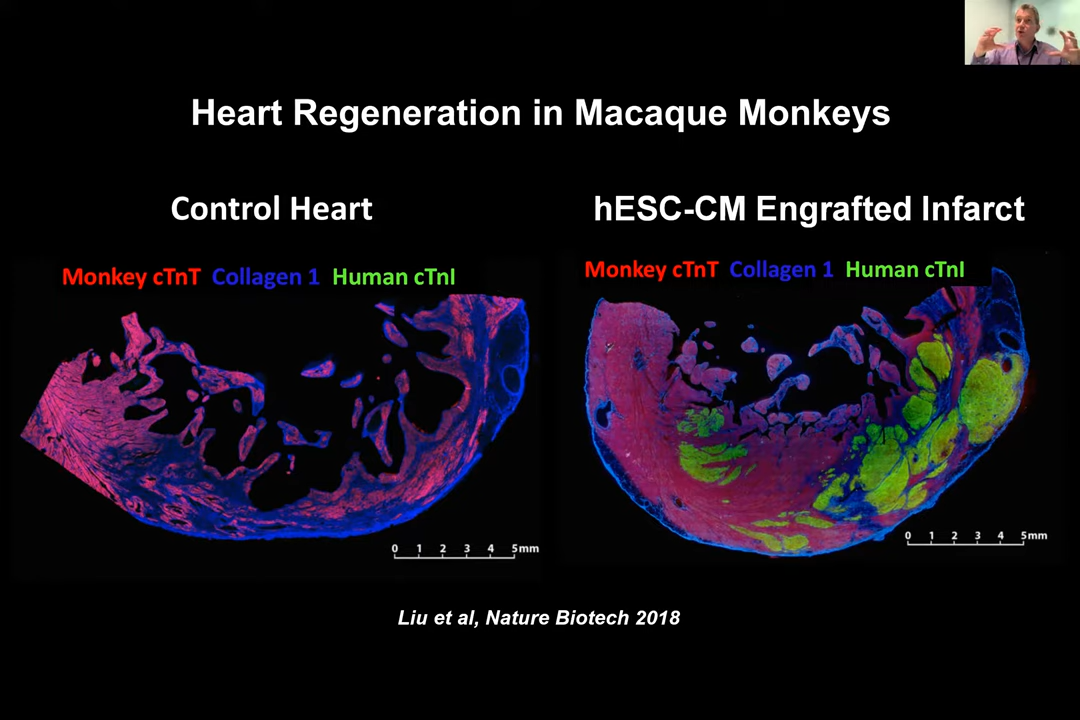 Heart Regeneration in Macaque Monkeys
Control Heart
Monkey cTnT Collagen 1 Human cTnI
0 1 2 3 4 5mm
hESC-CM Engrafted Infarct
Monkey cTnT Collagen 1 Human cTnI
0 1 2 3 4 5mm
Liu et al, Nature Biotech 2018